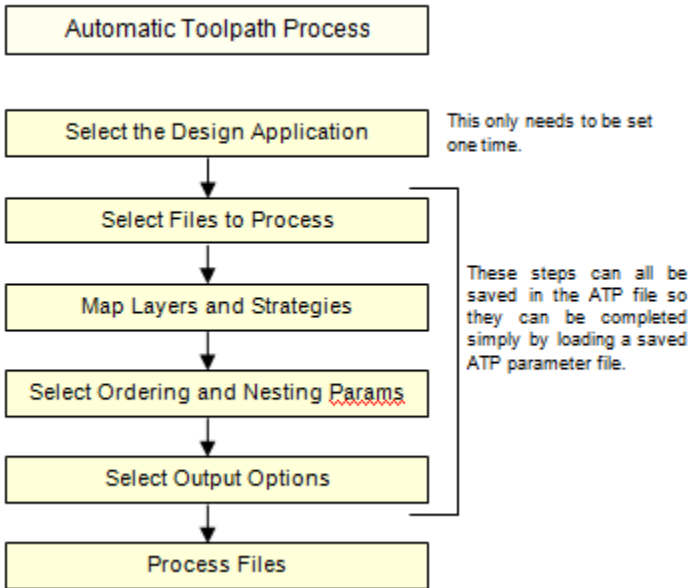 Automatic Toolpath Process
Select the Design Application
This only needs to be set
one time.
Select Files to Process
Map Layers and Strategies
These steps can all be
saved in the ATP file so
they can be completed
simply by loading a saved
ATP parameter file.
Select Ordering and Nesting Params
Select Output Options
Process Files